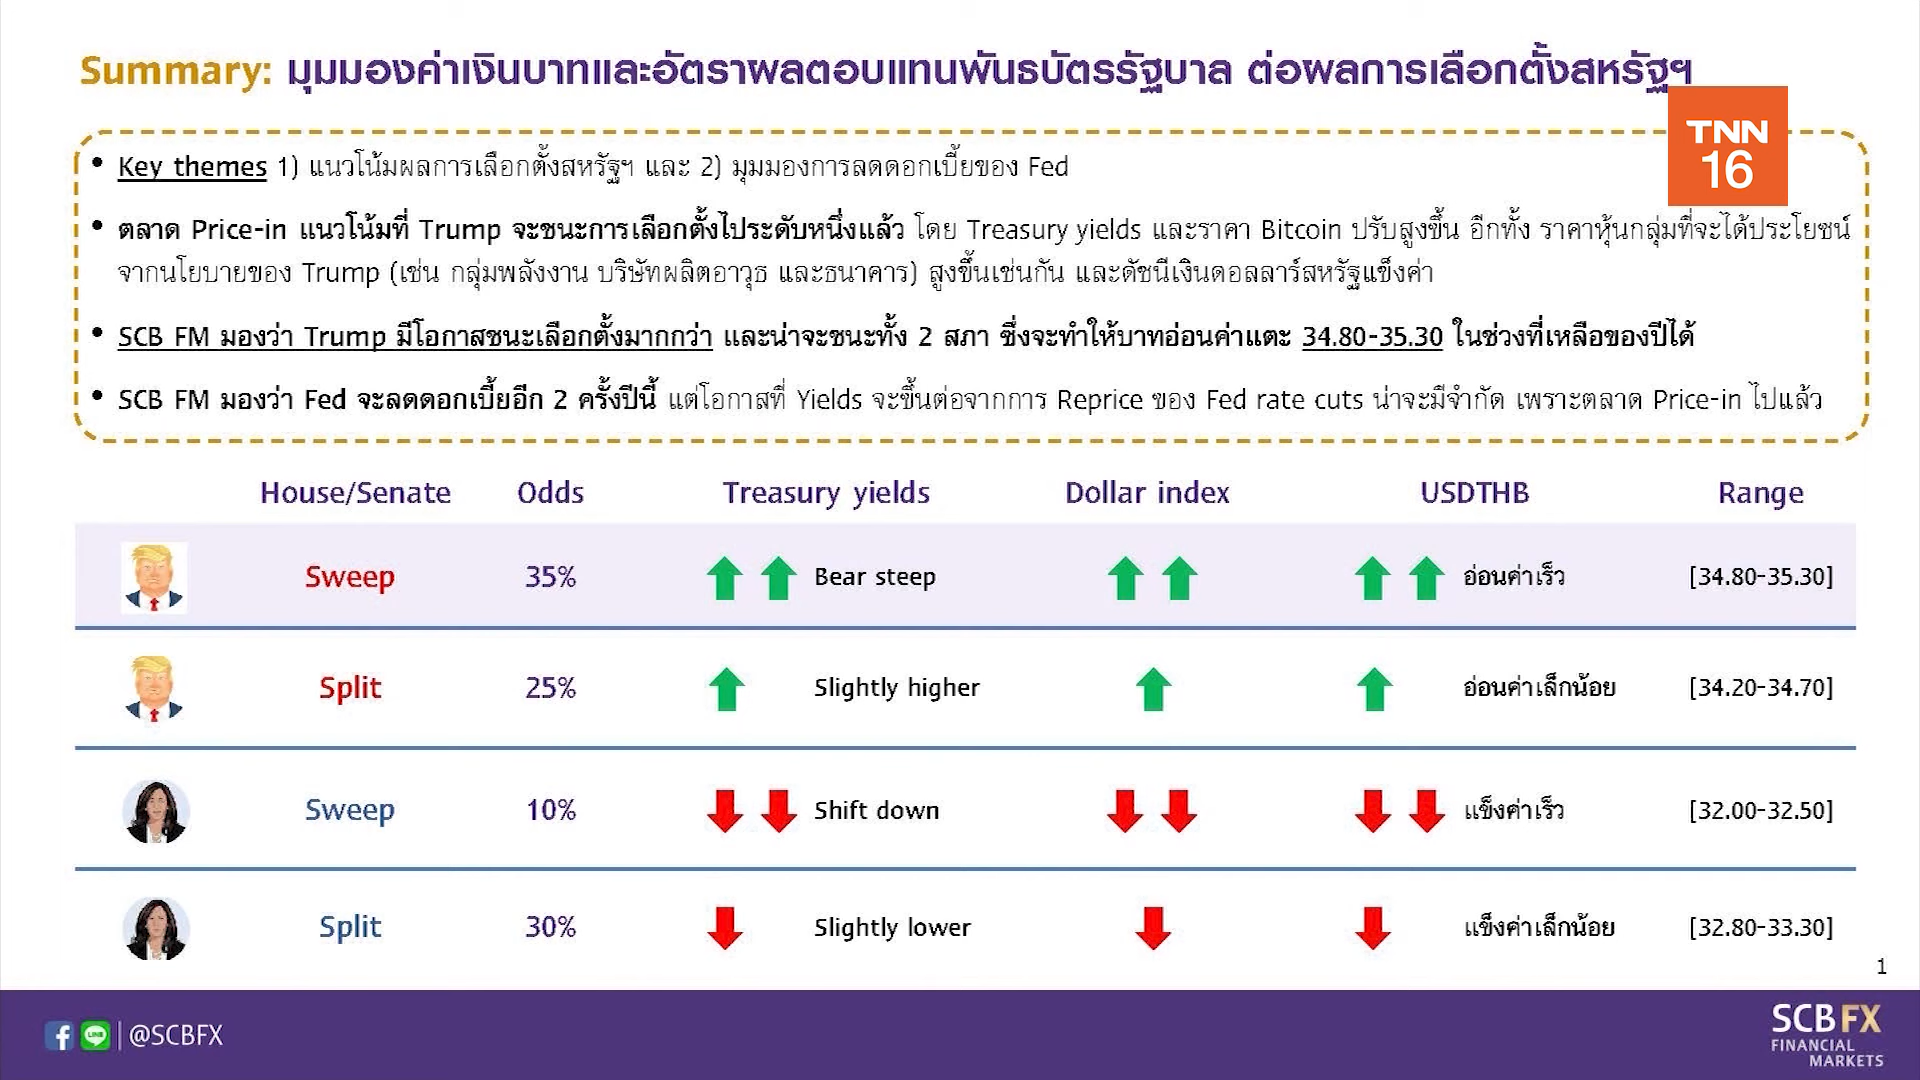 Summary: มุมมองค่าเงินบาทและอัตราผลตอบแทนพันธบัตรรัฐบาล ต่อผลการเลือกตั้งสหรัฐฯ
TNN
16
• Key themes 1) แนวโน้มผลการเลือกตั้งสหรัฐฯ และ 2) มุมมองการลดดอกเบี้ยของ Fed
• ตลาด Price-in แนวโน้มที่ Trump จะชนะการเลือกตั้งไประดับหนึ่งแล้ว โดย Treasury yields และราคา Bitcoin ปรับสูงขึ้น อีกทั้ง ราคาหุ้นกลุ่มที่จะได้ประโยชน์
จากนโยบายของ Trump (เช่น กลุ่มพลังงาน บริษัทผลิตอาวุธ และธนาคาร) สูงขึ้นเช่นกัน และดัชนีเงินดอลลาร์สหรัฐแข็งค่า
• SCB FM มองว่า Trump มีโอกาสชนะเลือกตั้งมากกว่า และน่าจะชนะทั้ง 2 สภา ซึ่งจะทำให้บาทอ่อนค่าแตะ 34.80-35.30 ในช่วงที่เหลือของปีได้
• SCB FM มองว่า Fed จะลดดอกเบี้ยอีก 2 ครั้งปีนี้ แต่โอกาสที่ Yields จะขึ้นต่อจากการ Reprice ของ Fed rate cuts น่าจะมีจำกัด เพราะตลาด Price-in ไปแล้ว
House/Senate Odds Treasury yields Dollar index USDTHB Range
Sweep 35% Bear steep อ่อนค่าเร็ว [34.80-35.30]
Split 25% Slightly higher อ่อนค่าเล็กน้อย [34.20-34.70]
Sweep 10% Shift down แข็งค่าเร็ว [32.00-32.50]
Split 30% Slightly lower แข็งค่าเล็กน้อย [32.80-33.30]
1
LINE | @SCBFX
SCB FX
FINANCIAL
MARKETS